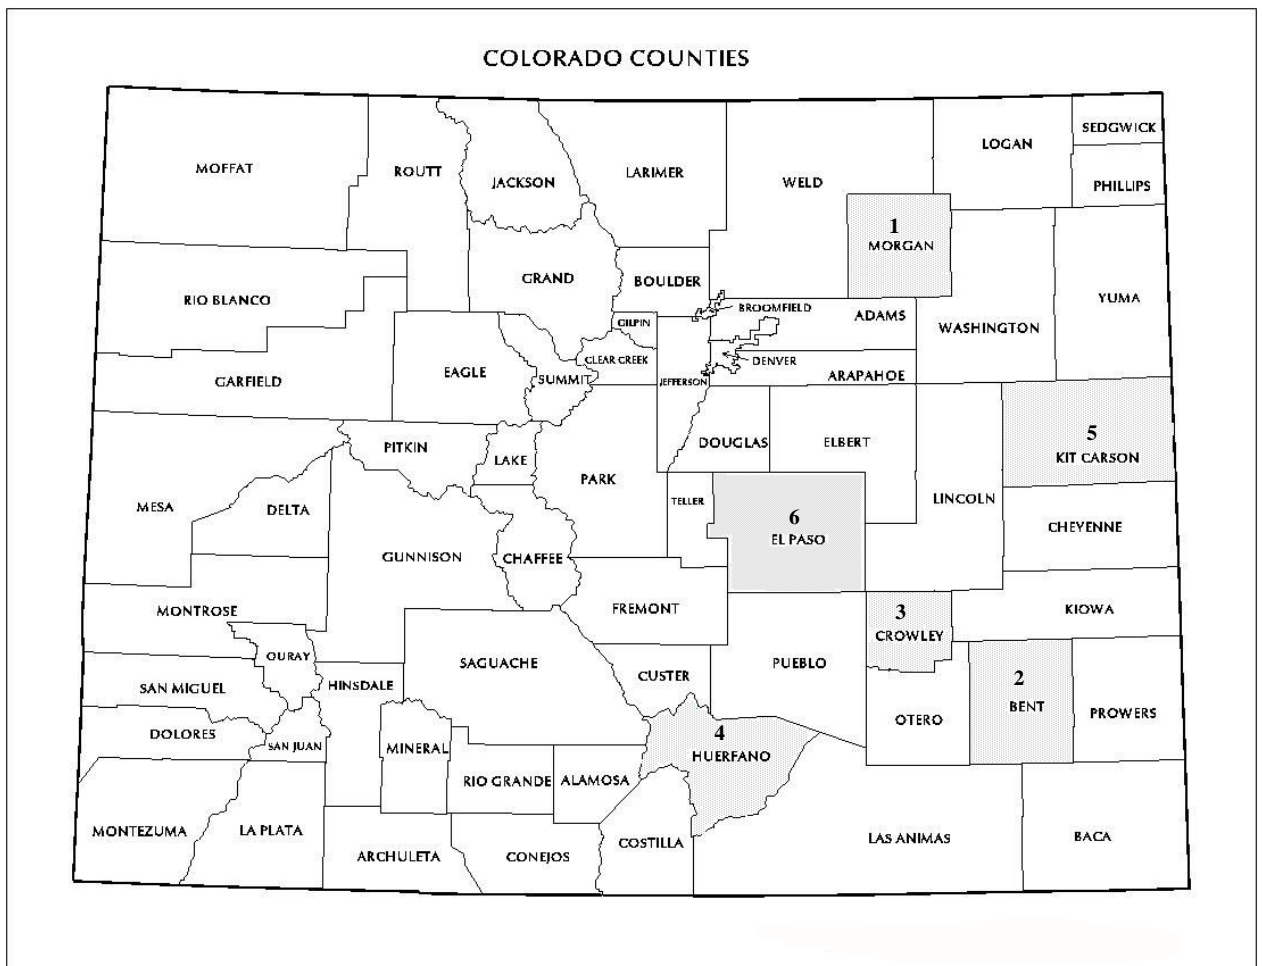 COLORADO COUNTIES
SEDGWICK
LOGAN
MOFFAT
ROUTT
JACKSON
LARIMER
WELD
PHILLIPS
1
MORGAN
GRAND
BOULDER
RIO BLANCO
YUMA
BROOMFIELD
ADAMS
GILPIN
WASHINGTON
CLEAR CREEK
DENVER
EAGLE
SUMMIT
JEFFERSON
ARAPAHOE
GARFIELD
5
KIT CARSON
PITKIN
LAKE
DOUGLAS
ELBERT
PARK
TELLER
LINCOLN
MESA
DELTA
6
EL PASO
CHEYENNE
GUNNISON
CHAFFEE
MONTROSE
FREMONT
3
CROWLEY
KIOWA
OURAY
SAGUACHE
PUEBLO
CUSTER
SAN MIGUEL
HINSDALE
2
BENT
OTERO
PROWERS
DOLORES
SAN JUAN
MINERAL
4
HUERFANO
RIO GRANDE
ALAMOSA
MONTEZUMA
LA PLATA
ARCHULETA
CONEJOS
COSTILLA
LAS ANIMAS
BACA